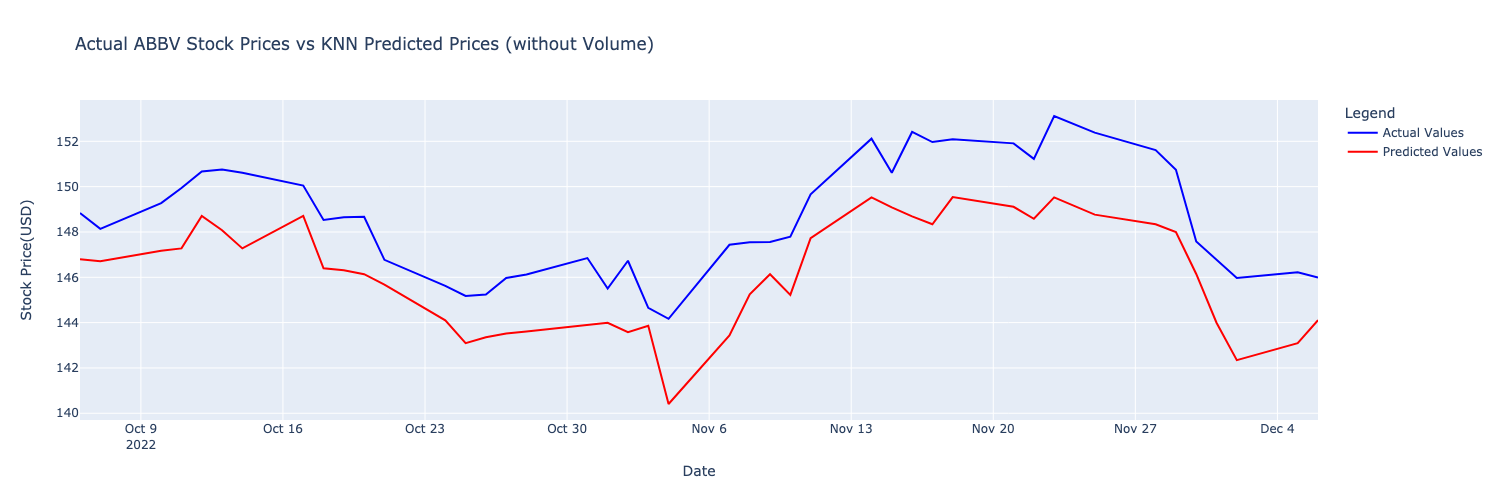 Actual ABBV Stock Prices vs KNN Predicted Prices (without Volume)
Legend
Actual Values
Predicted Values
Stock Price(USD)
152
150
148
146
144
142
140
Oct 9
2022
Oct 16
Oct 23
Oct 30
Nov 6
Nov 13
Nov 20
Nov 27
Dec 4
Date